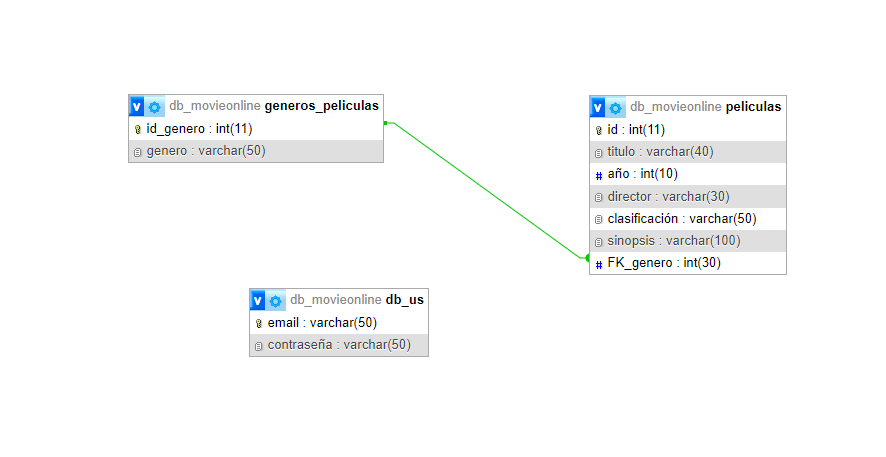 v db_movieonline generos_peliculas
id_genero : int(11)
genero : varchar(50)
v db_movieonline peliculas
id : int(11)
titulo : varchar(40)
# año : int(10)
director : varchar(30)
clasificación : varchar(50)
sinopsis : varchar(100)
# FK_genero : int(30)
v db_movieonline db_us
email : varchar(50)
contraseña : varchar(50)